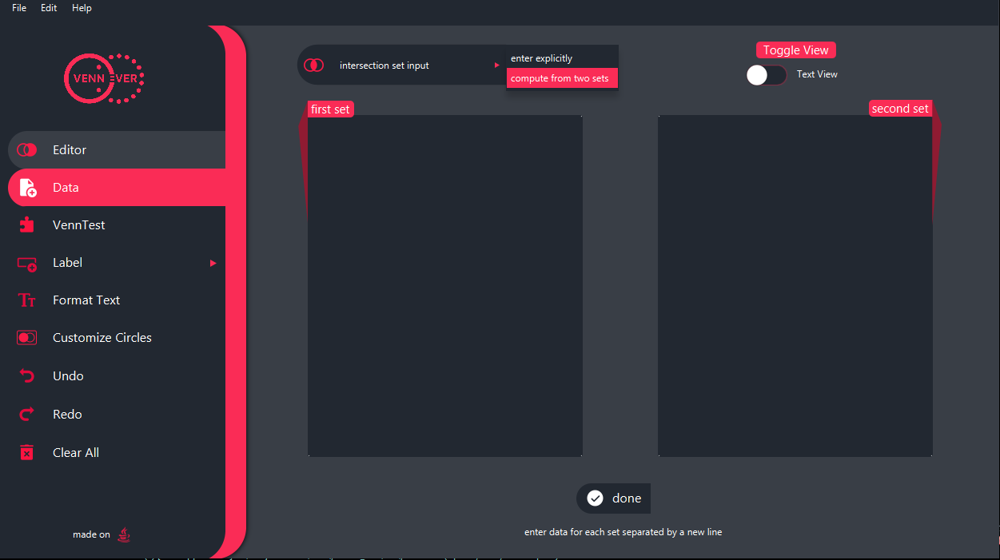 File Edit Help
VENN EVER
Editor
Data
VennTest
Label
Format Text
Customize Circles
Undo
Redo
Clear All
made on
intersection set input
enter explicitly
compute from two sets
Toggle View
Text View
first set
second set
done
enter data for each set separated by a new line